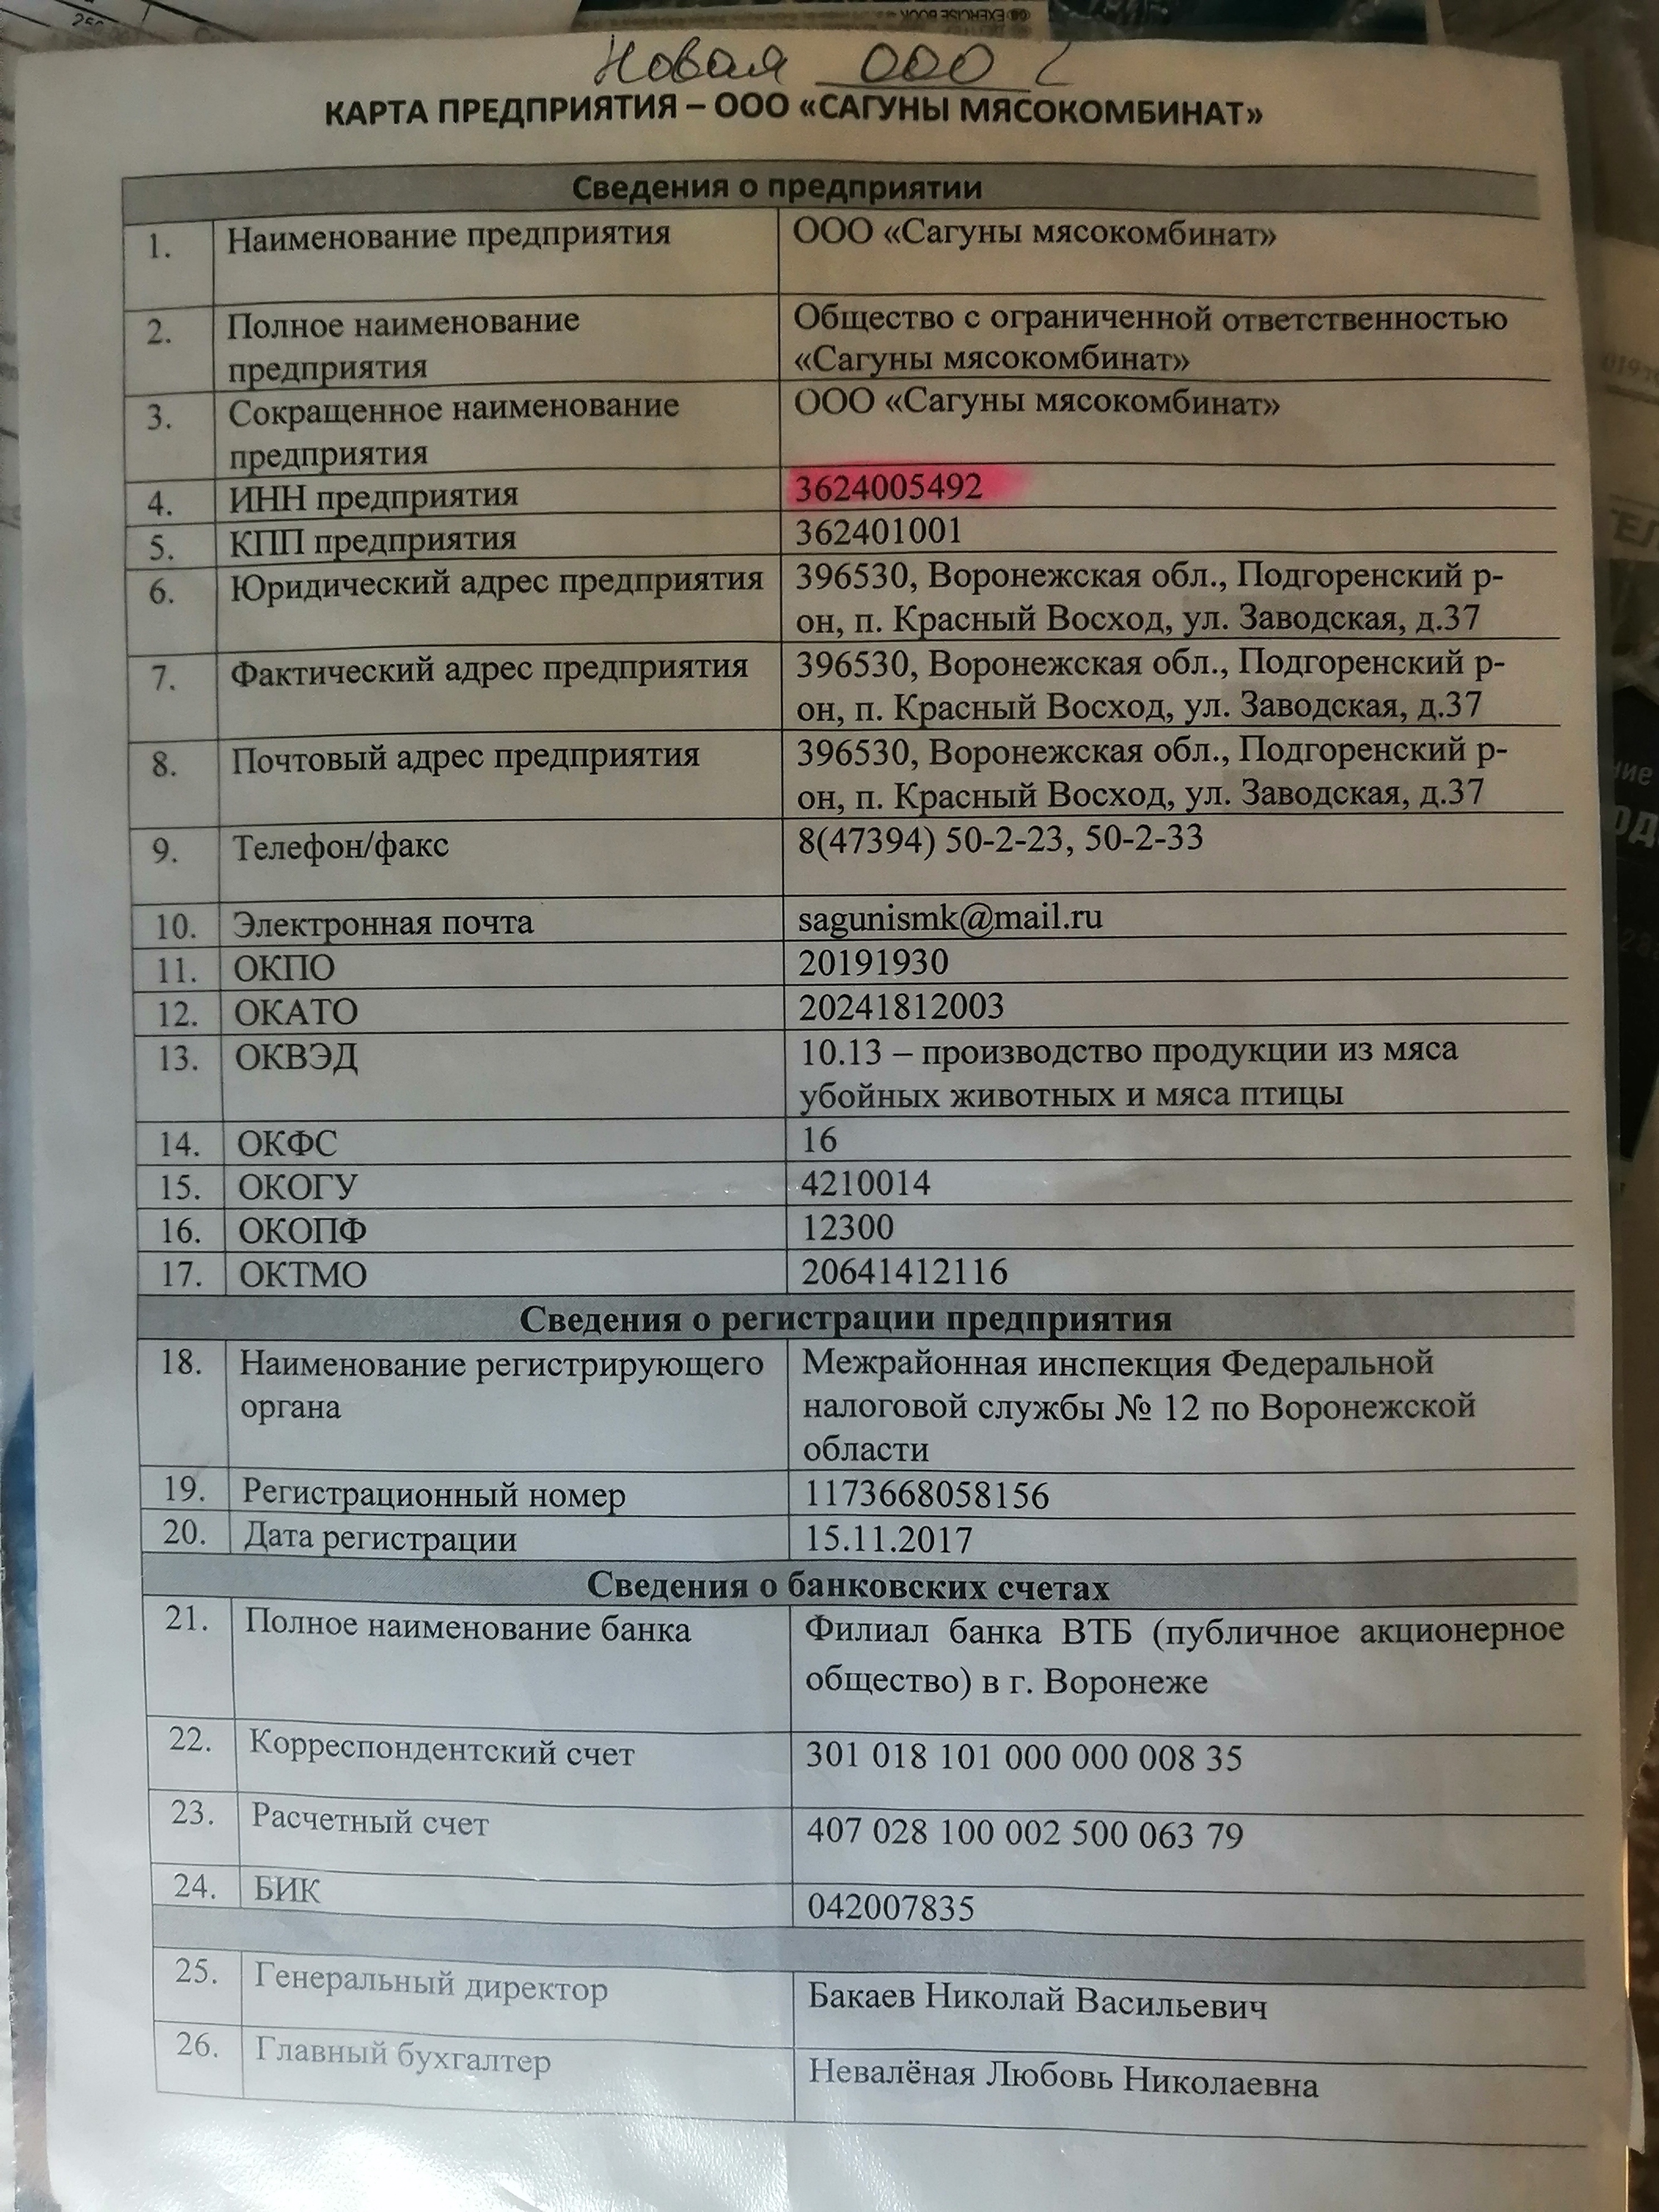 EXERCISE BOOK
250
Новая ООО
КАРТА ПРЕДПРИЯТИЯ – ООО «САГУНЫ МЯСОКОМБИНАТ»
Сведения о предприятии
1. Наименование предприятия ООО «Сагуны мясокомбинат»
2. Полное наименование Общество с ограниченной ответственностью
предприятия «Сагуны мясокомбинат»
3. Сокращенное наименование ООО «Сагуны мясокомбинат»
предприятия
4. ИНН предприятия 3624005492
5. КПП предприятия 362401001
6. Юридический адрес предприятия 396530, Воронежская обл., Подгоренский р-
он, п. Красный Восход, ул. Заводская, д.37
7. Фактический адрес предприятия 396530, Воронежская обл., Подгоренский р-
он, п. Красный Восход, ул. Заводская, д.37
8. Почтовый адрес предприятия 396530, Воронежская обл., Подгоренский р-
он, п. Красный Восход, ул. Заводская, д.37
9. Телефон/факс 8(47394) 50-2-23, 50-2-33
10. Электронная почта sagunismk@mail.ru
11. ОКПО 20191930
12. ОКАТО 20241812003
13. ОКВЭД 10.13 – производство продукции из мяса
убойных животных и мяса птицы
14. ОКФС 16
15. ОКОГУ 4210014
16. ОКОПФ 12300
17. ОКТМО 20641412116
Сведения о регистрации предприятия
18. Наименование регистрирующего Межрайонная инспекция Федеральной
органа налоговой службы № 12 по Воронежской
области
19. Регистрационный номер 1173668058156
20. Дата регистрации 15.11.2017
Сведения о банковских счетах
21. Полное наименование банка Филиал банка ВТБ (публичное акционерное
общество) в г. Воронеже
22. Корреспондентский счет 301 018 101 000 000 008 35
23. Расчетный счет 407 028 100 002 500 063 79
24. БИК 042007835
25. Генеральный директор Бакаев Николай Васильевич
26. Главный бухгалтер Невалёная Любовь Николаевна